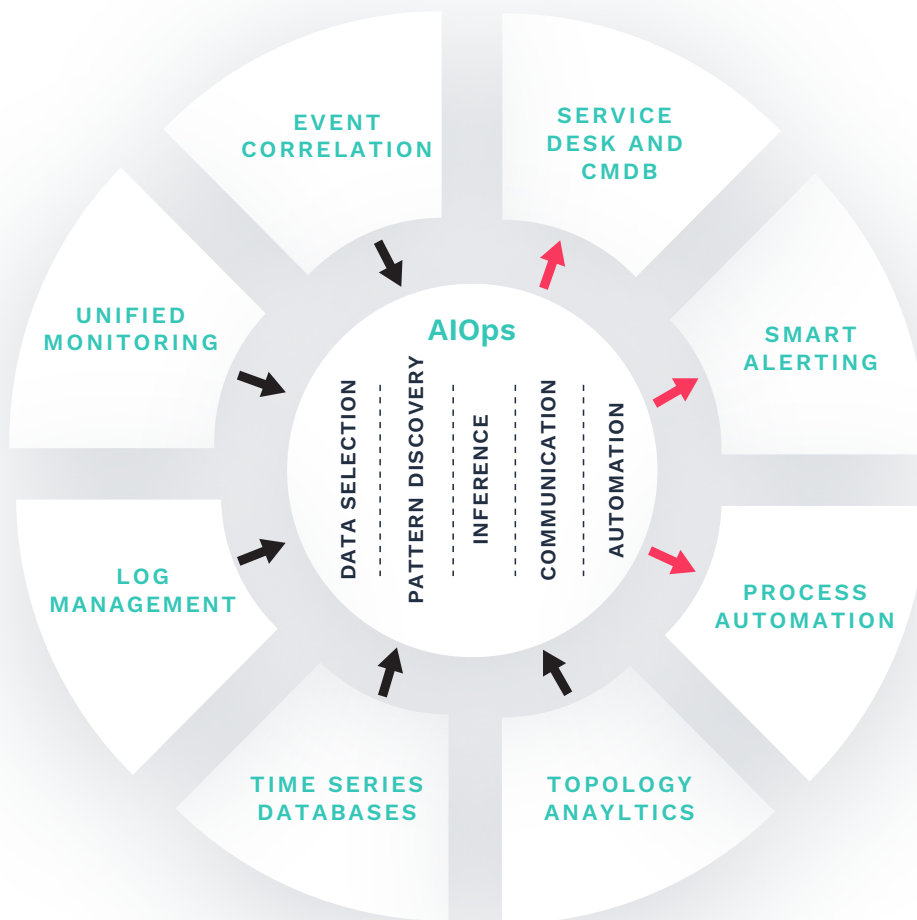 EVENT
CORRELATION
SERVICE
DESK AND
CMDB
UNIFIED
MONITORING
SMART
ALERTING
AIOps
DATA SELECTION
PATTERN DISCOVERY
INFERENCE
COMMUNICATION
AUTOMATION
LOG
MANAGEMENT
PROCESS
AUTOMATION
TIME SERIES
DATABASES
TOPOLOGY
ANAYLTICS